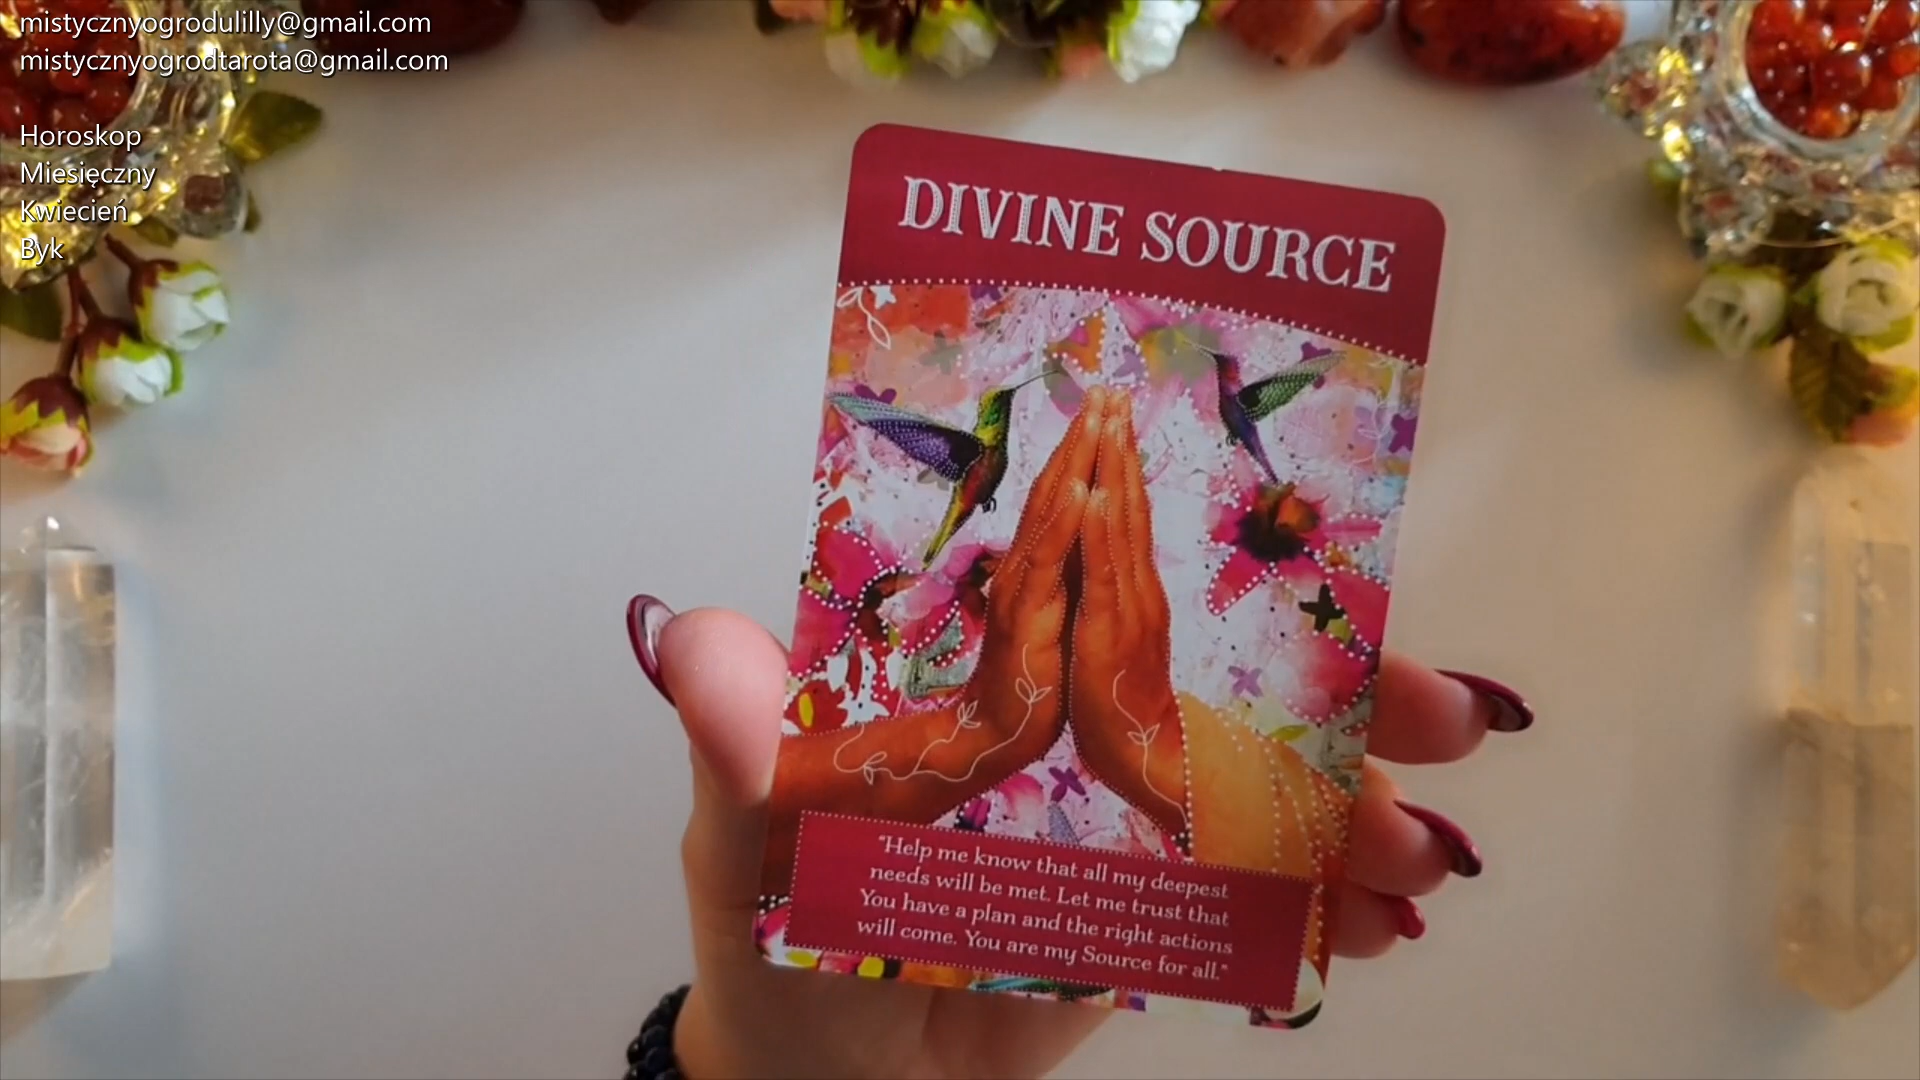 mistycznyogrodulilly@gmail.com
mistycznyogrodtarota@gmail.com
Horoskop
Miesięczny
Kwiecień
Byk
DIVINE SOURCE
"Help me know that all my deepest
needs will be met. Let me trust that
You have a plan and the right actions
will come. You are my Source for all."